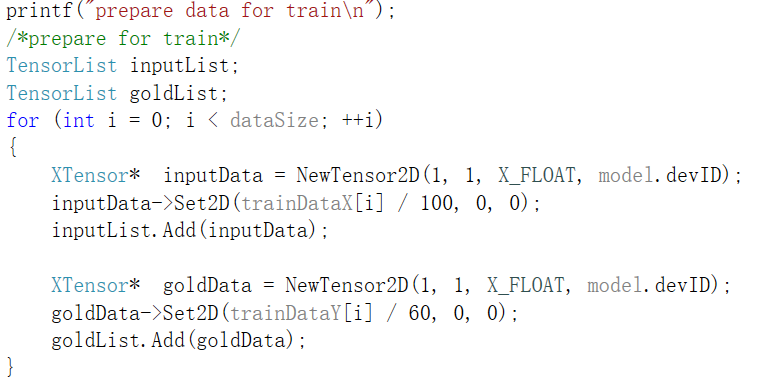 printf("prepare data for train\n");
/*prepare for train*/
TensorList inputList;
TensorList goldList;
for (int i = 0; i < dataSize; ++i)
{
    XTensor*  inputData = NewTensor2D(1, 1, X_FLOAT, model.devID);
    inputData->Set2D(trainDataX[i] / 100, 0, 0);
    inputList.Add(inputData);

    XTensor*  goldData = NewTensor2D(1, 1, X_FLOAT, model.devID);
    goldData->Set2D(trainDataY[i] / 60, 0, 0);
    goldList.Add(goldData);
}